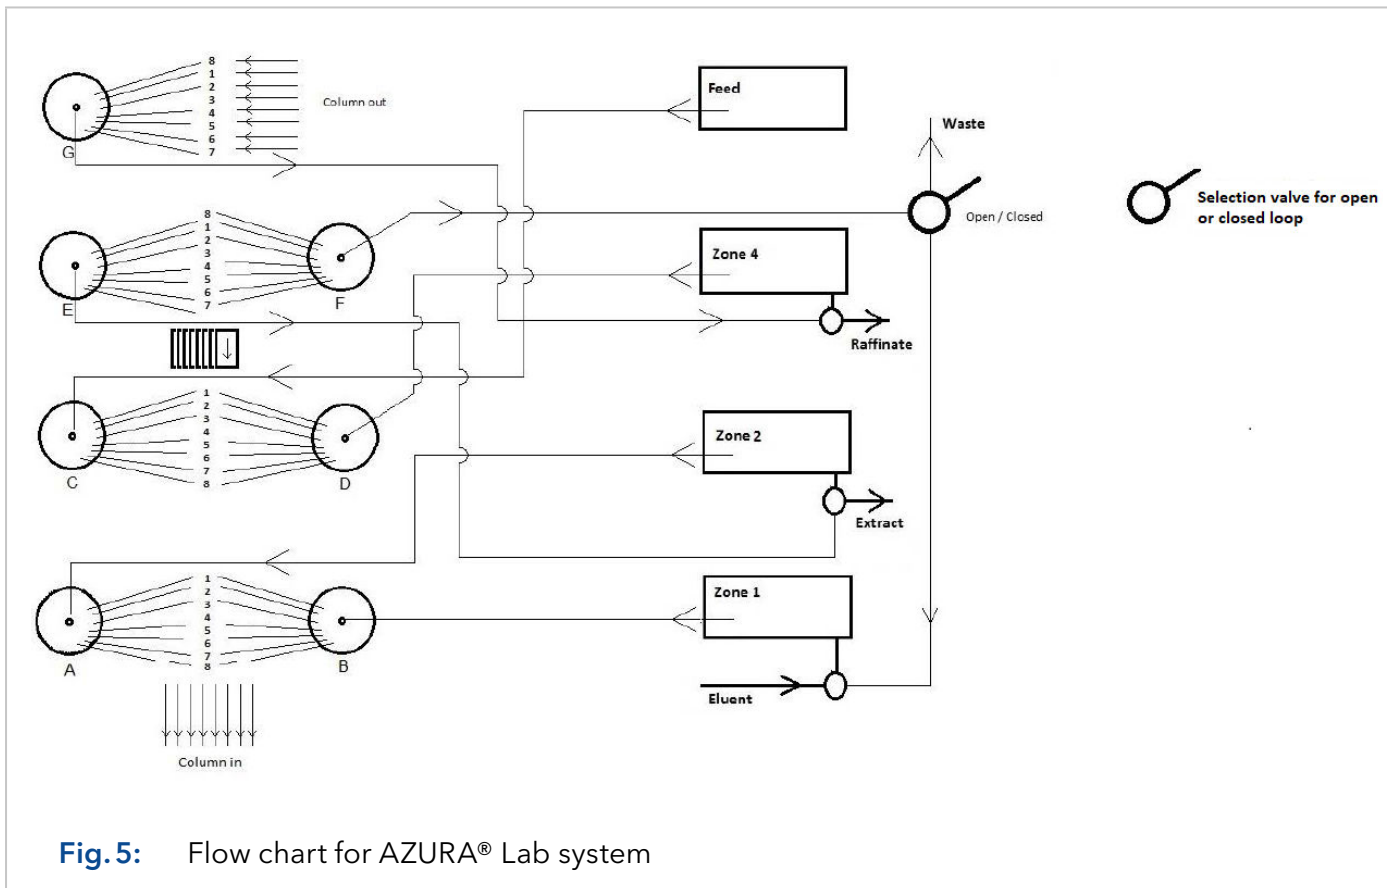 8
1
2
3
4
5
6
7
Column out
G
Feed
Waste
Open / Closed
Selection valve for open
or closed loop
8
1
2
3
4
5
6
7
E
F
Zone 4
Raffinate
1
2
3
4
5
6
7
8
C
D
Zone 2
Extract
1
2
3
4
5
6
7
8
A
B
Zone 1
Eluent
Column in
Fig. 5: Flow chart for AZURA® Lab system